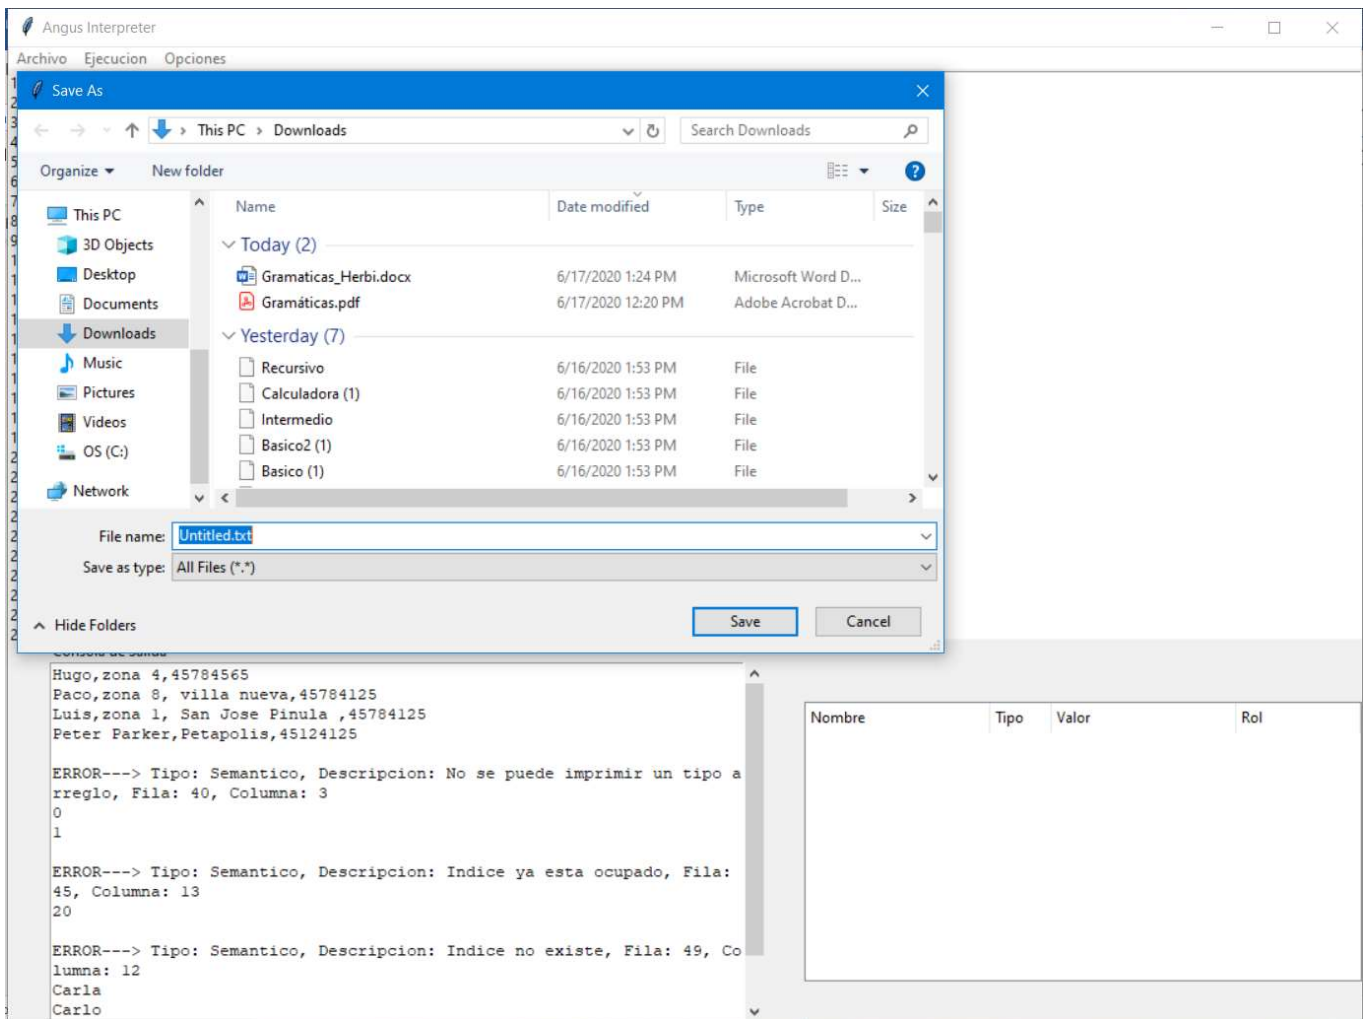 Angus Interpreter
Archivo Ejecucion Opciones
Save As
This PC > Downloads
Search Downloads
Organize New folder
Name Date modified Type Size
This PC
3D Objects
Desktop
Documents
Downloads
Music
Pictures
Videos
OS (C:)
Network
Today (2)
Gramaticas_Herbi.docx 6/17/2020 1:24 PM Microsoft Word D...
Gramáticas.pdf 6/17/2020 12:20 PM Adobe Acrobat D...
Yesterday (7)
Recursivo 6/16/2020 1:53 PM File
Calculadora (1) 6/16/2020 1:53 PM File
Intermedio 6/16/2020 1:53 PM File
Basico2 (1) 6/16/2020 1:53 PM File
Basico (1) 6/16/2020 1:53 PM File
File name: Untitled.txt
Save as type: All Files (*.*)
Hide Folders
Save Cancel
Hugo,zona 4,45784565
Paco,zona 8, villa nueva,45784125
Luis,zona 1, San Jose Pinula ,45784125
Peter Parker,Petapolis,45124125
ERROR---> Tipo: Semantico, Descripcion: No se puede imprimir un tipo a
rreglo, Fila: 40, Columna: 3
0
1
ERROR---> Tipo: Semantico, Descripcion: Indice ya esta ocupado, Fila:
45, Columna: 13
20
ERROR---> Tipo: Semantico, Descripcion: Indice no existe, Fila: 49, Co
lumna: 12
Carla
Carlo
Nombre Tipo Valor Rol